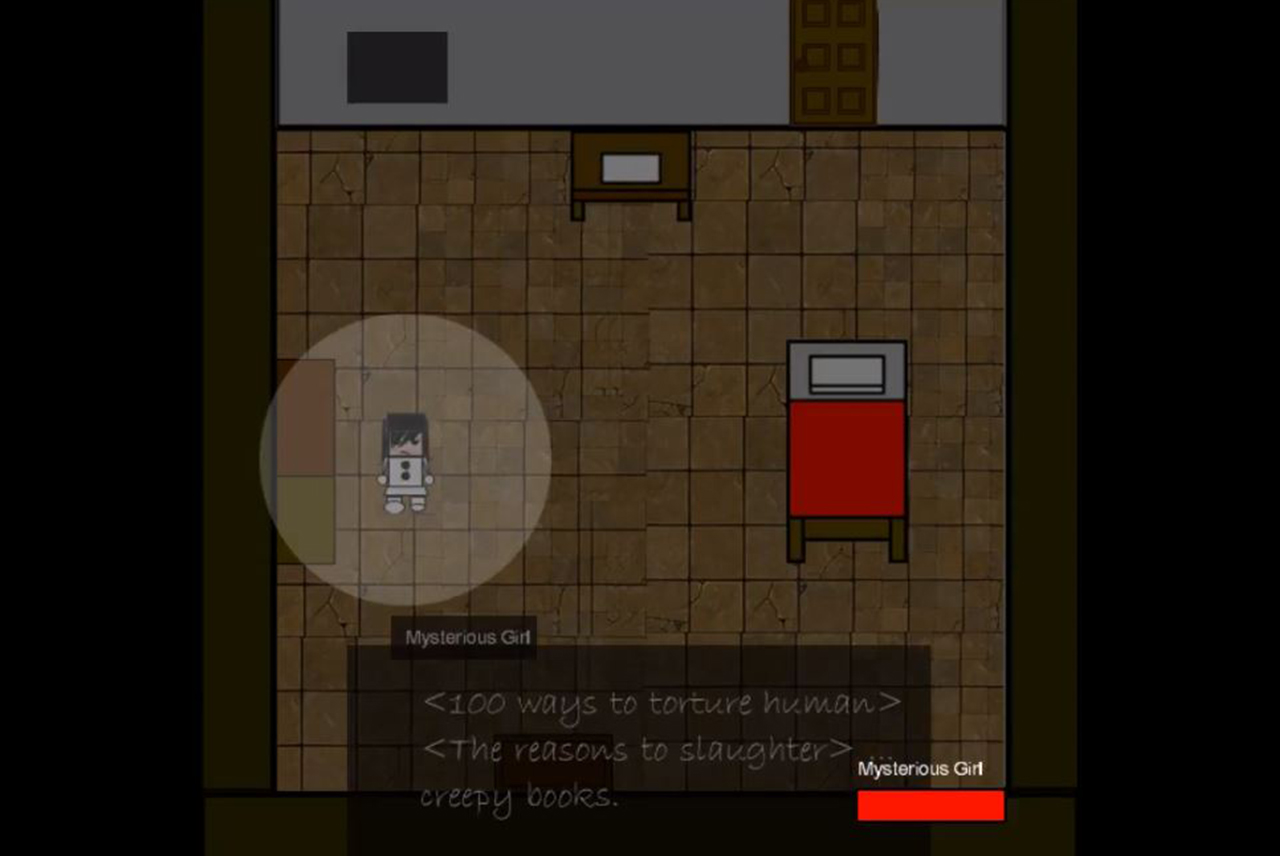 Mysterious Girl
<100 ways to torture human>
<The reasons to slaughter>...
creepy books.
Mysterious Girl